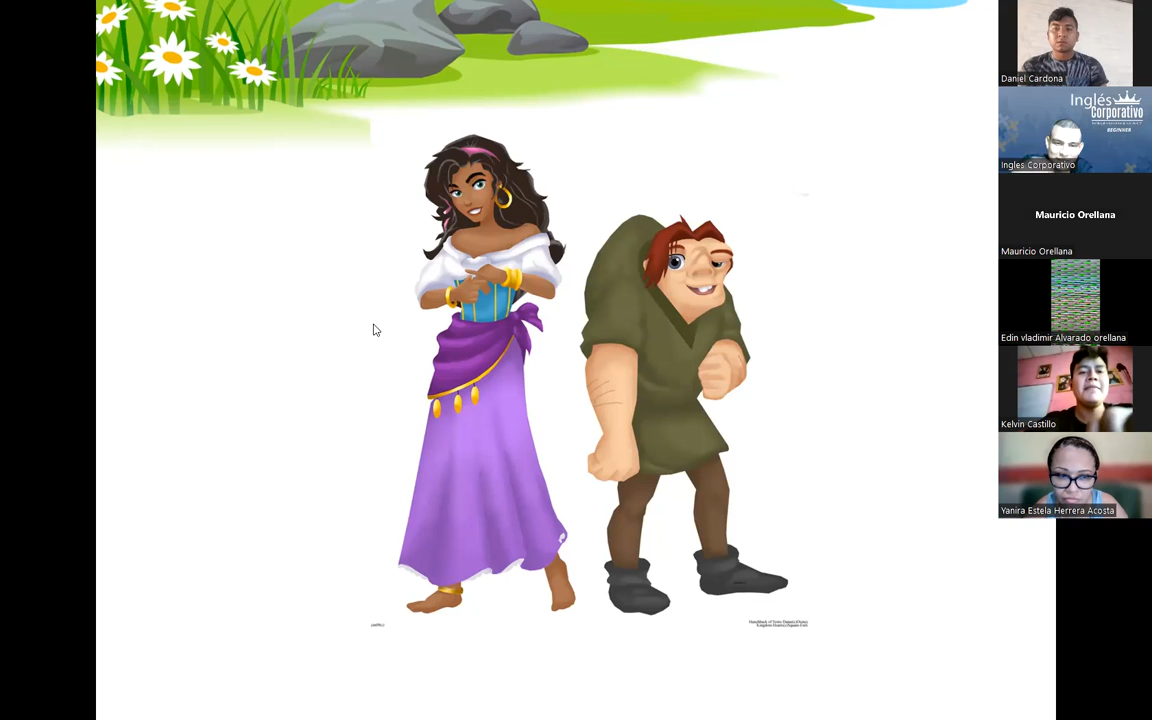 Daniel Cardona
Inglés
Corporativo
BEGINNER
Ingles Corporativo
Mauricio Orellana
Mauricio Orellana
Edin vladimir Alvarado orellana
Kelvin Castillo
Yanira Estela Herrera Acosta